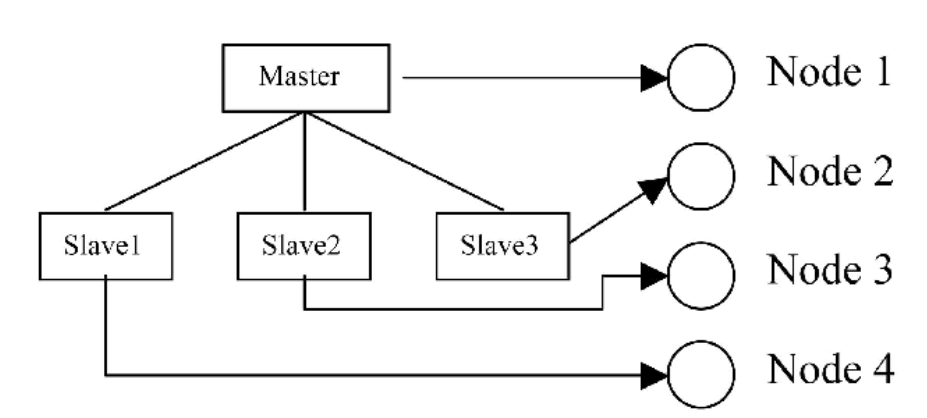 Master
Node 1
Node 2
Slave1
Slave2
Slave3
Node 3
Node 4